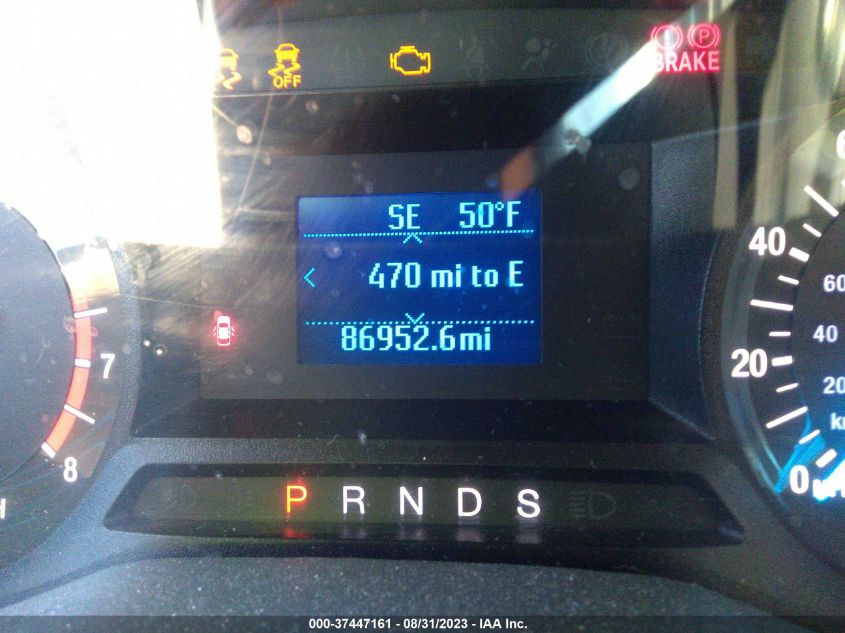 OFF
P
BRAKE
SE 50°F
< 470 mi to E
86952.6mi
40
20
0
60
40
20
7
8
P R N D S
000-37447161 - 08/31/2023 - IAA Inc.